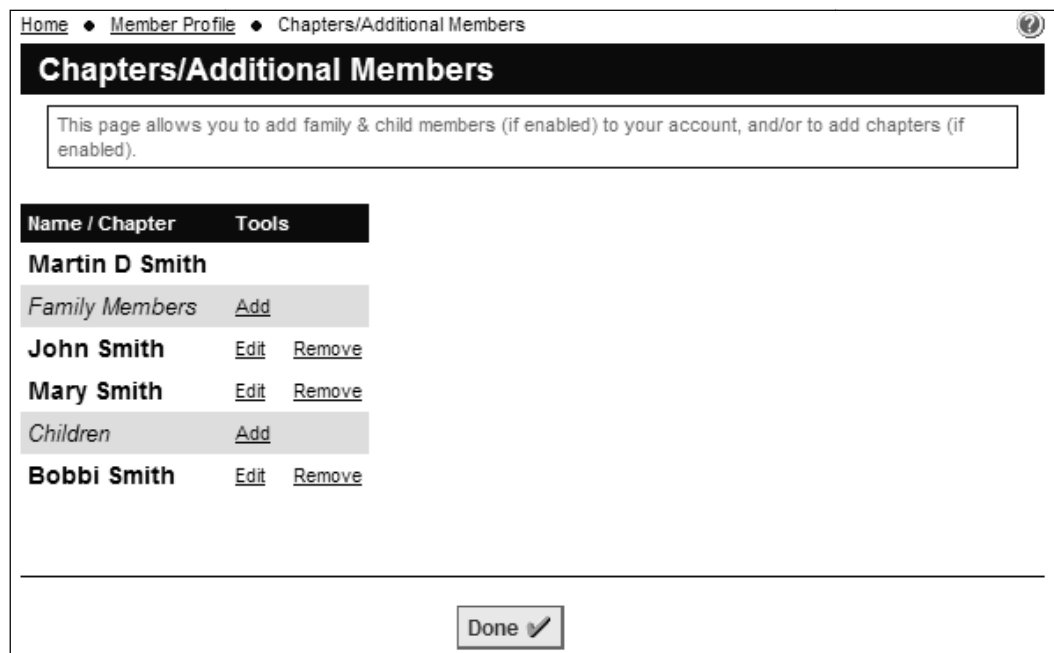 Home ● Member Profile ● Chapters/Additional Members ?
Chapters/Additional Members
This page allows you to add family & child members (if enabled) to your account, and/or to add chapters (if
enabled).
Name / Chapter Tools
Martin D Smith
Family Members Add
John Smith Edit Remove
Mary Smith Edit Remove
Children Add
Bobbi Smith Edit Remove
Done